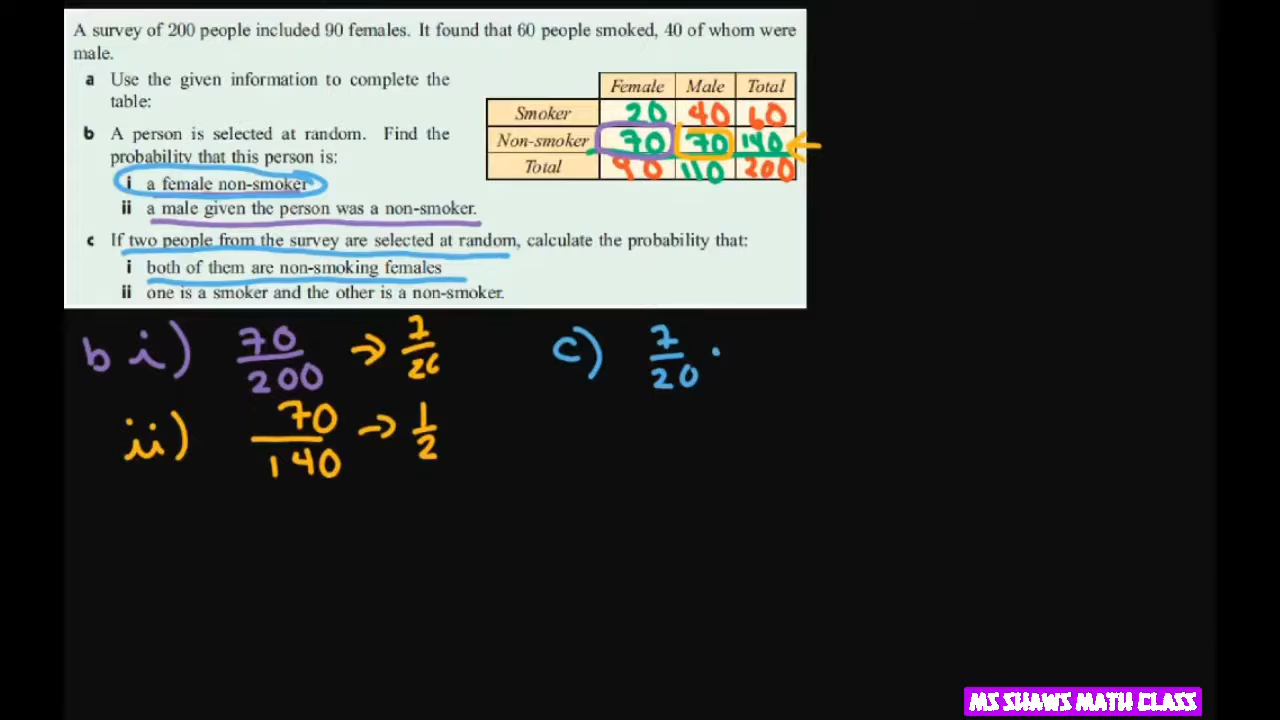 A survey of 200 people included 90 females. It found that 60 people smoked, 40 of whom were
male.
a Use the given information to complete the
table:
b A person is selected at random. Find the
probability that this person is:
i a female non-smoker
ii a male given the person was a non-smoker.
c If two people from the survey are selected at random, calculate the probability that:
i both of them are non-smoking females
ii one is a smoker and the other is a non-smoker.
Female Male Total
Smoker 20 40 60
Non-smoker 70 70 140 ←
Total 90 110 200
b i) 70/200 → 7/20
ii) 70/140 → 1/2
c) 7/20 ·
MS SHAWS MATH CLASS